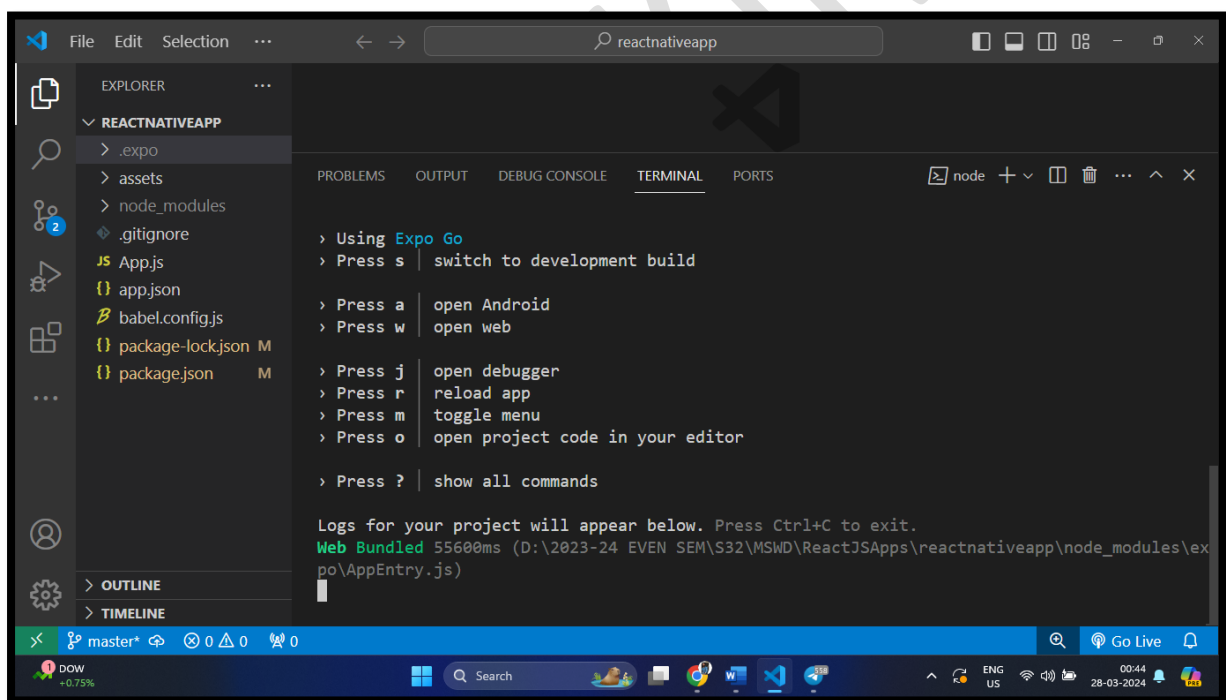 File Edit Selection ...
reactnativeapp
EXPLORER ...
REACTNATIVEAPP
.expo
assets
node_modules
.gitignore
JS App.js
{} app.json
babel.config.js
{} package-lock.json M
{} package.json M
2
OUTLINE
TIMELINE
PROBLEMS OUTPUT DEBUG CONSOLE TERMINAL PORTS
node
› Using Expo Go
› Press s │ switch to development build
› Press a │ open Android
› Press w │ open web
› Press j │ open debugger
› Press r │ reload app
› Press m │ toggle menu
› Press o │ open project code in your editor
› Press ? │ show all commands
Logs for your project will appear below. Press Ctrl+C to exit.
Web Bundled 55600ms (D:\2023-24 EVEN SEM\S32\MSWD\ReactJSApps\reactnativeapp\node_modules\ex
po\AppEntry.js)
master* 0 0 0
Go Live
1 DOW
+0.75%
Search
ENG
US
00:44
28-03-2024
PRE